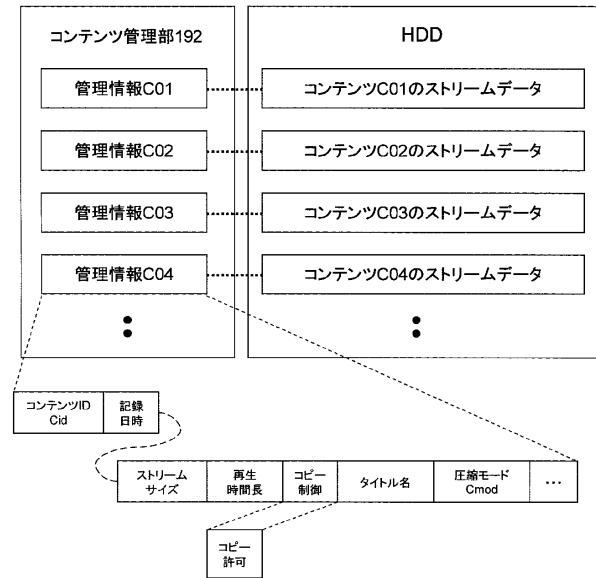 コンテンツ管理部192
HDD
管理情報C01
コンテンツC01のストリームデータ
管理情報C02
コンテンツC02のストリームデータ
管理情報C03
コンテンツC03のストリームデータ
管理情報C04
コンテンツC04のストリームデータ
コンテンツID
Cid
記録
日時
ストリーム
サイズ
再生
時間長
コピー
制御
タイトル名
圧縮モード
Cmod
…
コピー
許可